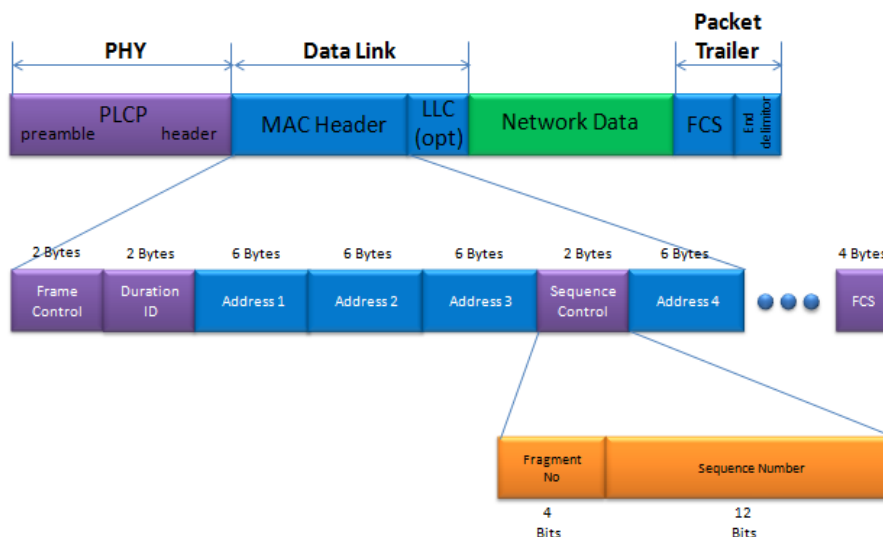 PHY
Data Link
Packet
Trailer
PLCP
preamble header
MAC Header
LLC
(opt)
Network Data
FCS
End
delimitor
2 Bytes
2 Bytes
6 Bytes
6 Bytes
6 Bytes
2 Bytes
6 Bytes
4 Bytes
Frame
Control
Duration
ID
Address 1
Address 2
Address 3
Sequence
Control
Address 4
FCS
Fragment
No
Sequence Number
4
Bits
12
Bits